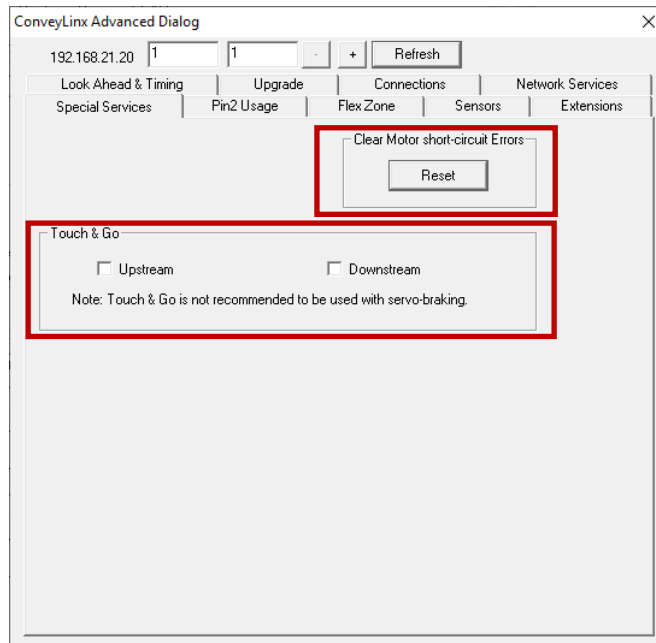 ConveyLinx Advanced Dialog
192.168.21.20 1 1 - + Refresh
Look Ahead & Timing Upgrade Connections Network Services
Special Services Pin2 Usage Flex Zone Sensors Extensions
Clear Motor short-circuit Errors
Reset
Touch & Go
Upstream Downstream
Note: Touch & Go is not recommended to be used with servo-braking.